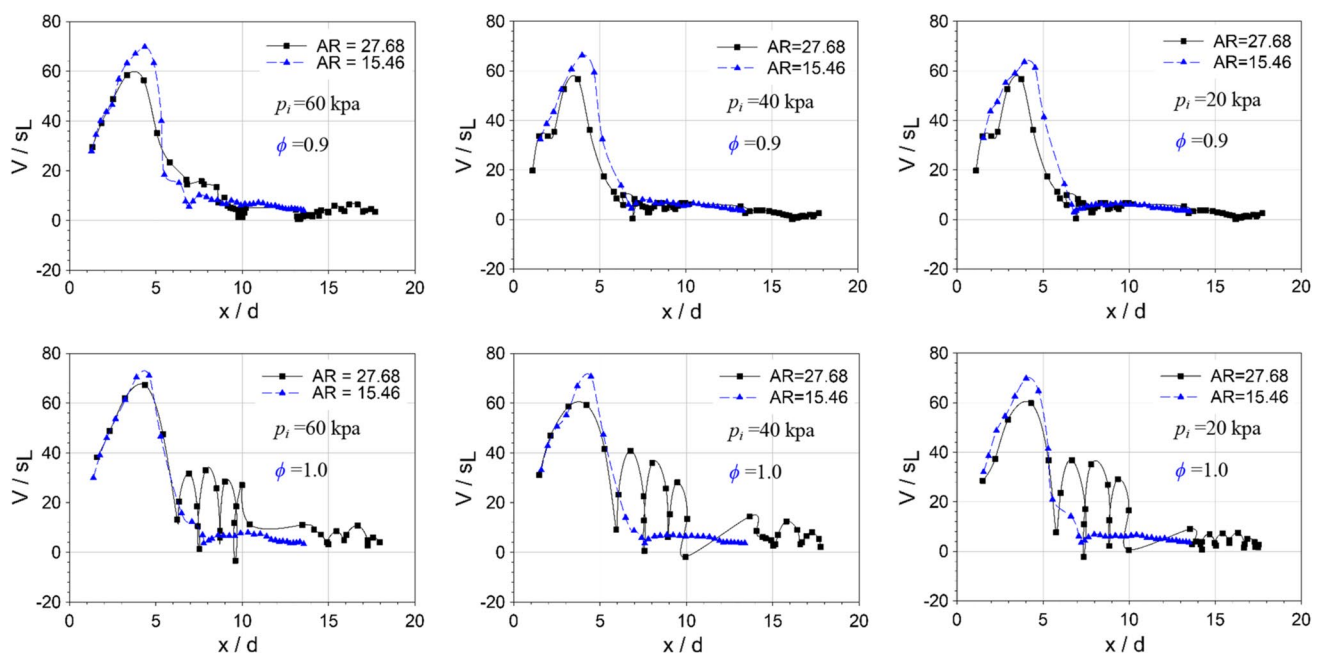 80
60
40
20
0
-20
V / sL
AR = 27.68
AR = 15.46
pi=60 kpa
ϕ =0.9
0 5 10 15 20
x / d
80
60
40
20
0
-20
V / sL
AR=27.68
AR=15.46
pi =40 kpa
ϕ =0.9
0 5 10 15 20
x / d
80
60
40
20
0
-20
V / sL
AR=27.68
AR=15.46
pi =20 kpa
ϕ =0.9
0 5 10 15 20
x / d
80
60
40
20
0
-20
V / sL
AR = 27.68
AR = 15.46
pi =60 kpa
ϕ =1.0
0 5 10 15 20
x / d
80
60
40
20
0
-20
V / sL
AR=27.68
AR=15.46
pi =40 kpa
ϕ =1.0
0 5 10 15 20
x / d
80
60
40
20
0
-20
V / sL
AR=27.68
AR=15.46
pi =20 kpa
ϕ =1.0
0 5 10 15 20
x / d